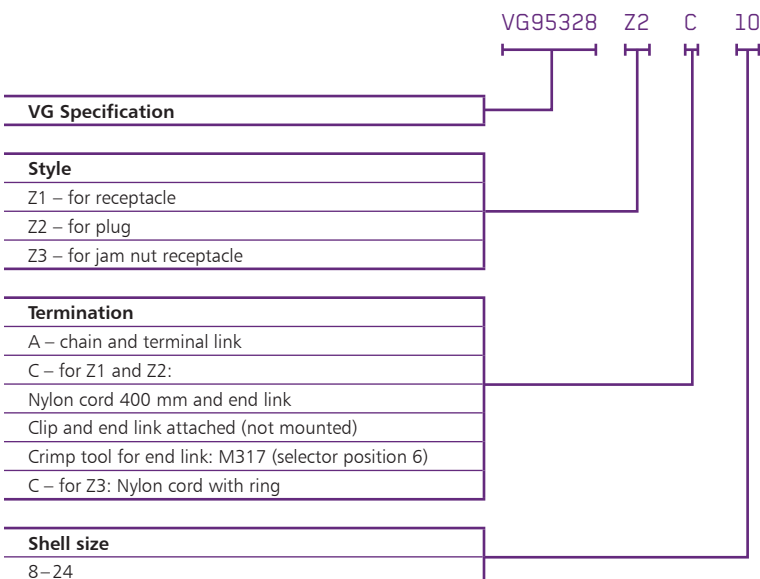 VG95328 Z2 C 10
VG Specification
Style
Z1 – for receptacle
Z2 – for plug
Z3 – for jam nut receptacle
Termination
A – chain and terminal link
C – for Z1 and Z2:
Nylon cord 400 mm and end link
Clip and end link attached (not mounted)
Crimp tool for end link: M317 (selector position 6)
C – for Z3: Nylon cord with ring
Shell size
8–24